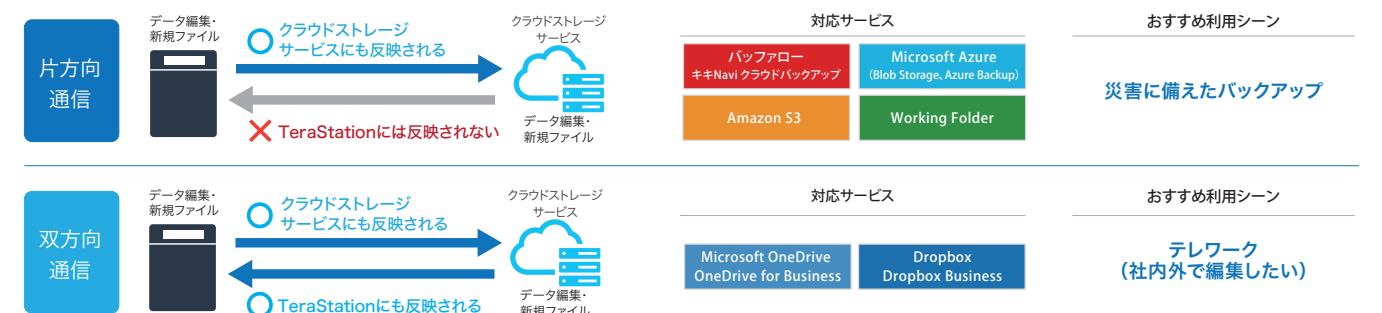 片方向
通信
データ編集・
新規ファイル
クラウドストレージ
サービスにも反映される
TeraStationには反映されない
クラウドストレージ
サービス
データ編集・
新規ファイル
対応サービス
バッファロー
キキNavi クラウドバックアップ
Microsoft Azure
(Blob Storage, Azure Backup)
Amazon S3
Working Folder
おすすめ利用シーン
災害に備えたバックアップ
双方向
通信
データ編集・
新規ファイル
クラウドストレージ
サービスにも反映される
TeraStationにも反映される
クラウドストレージ
サービス
データ編集・
新規ファイル
対応サービス
Microsoft OneDrive
OneDrive for Business
Dropbox
Dropbox Business
おすすめ利用シーン
テレワーク
（社内外で編集したい）